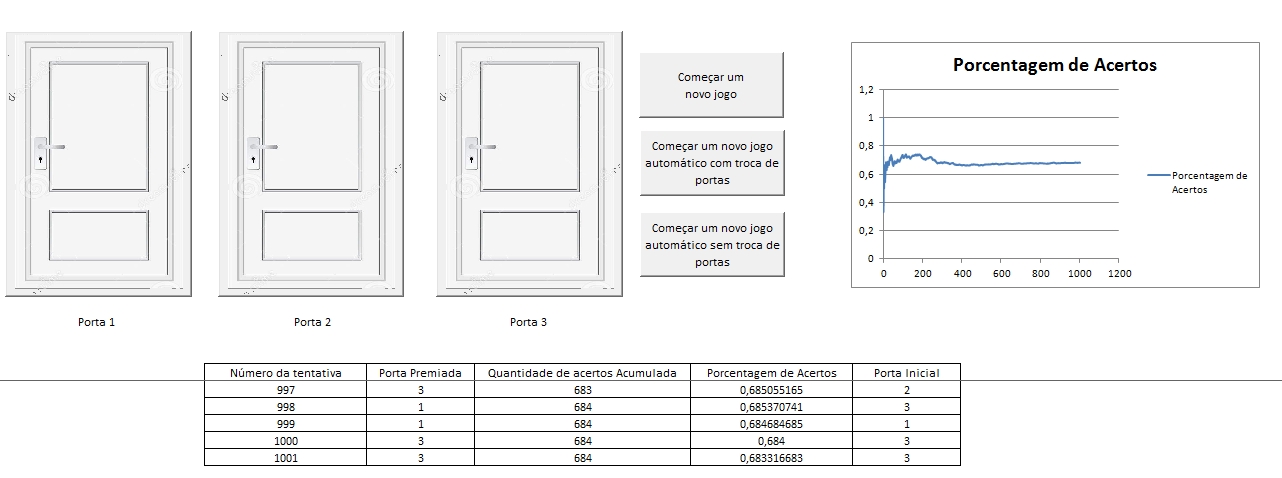 Começar um
novo jogo
Começar um novo jogo
automático com troca de
portas
Começar um novo jogo
automático sem troca de
portas
Porta 1
Porta 2
Porta 3
Porcentagem de Acertos
1,2
1
0,8
0,6
0,4
0,2
0
0 200 400 600 800 1000 1200
Porcentagem de
Acertos
Número da tentativa Porta Premiada Quantidade de acertos Acumulada Porcentagem de Acertos Porta Inicial
997 3 683 0,685055165 2
998 1 684 0,685370741 3
999 1 684 0,684684685 1
1000 3 684 0,684 3
1001 3 684 0,683316683 3